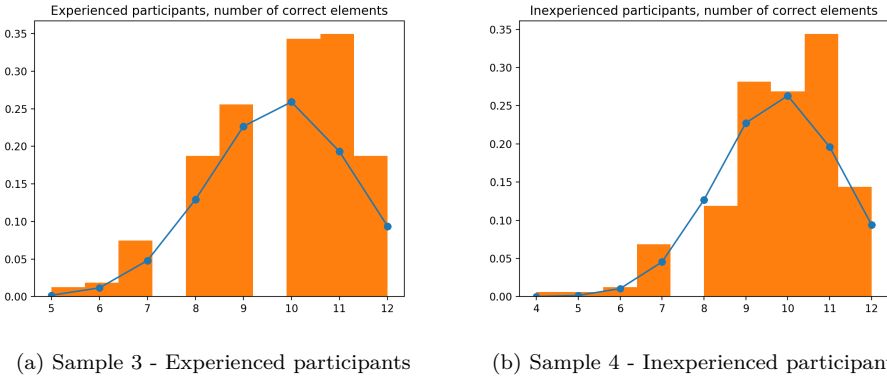 Experienced participants, number of correct elements
0.35
0.30
0.25
0.20
0.15
0.10
0.05
0.00
5 6 7 8 9 10 11 12
(a) Sample 3 - Experienced participants
Inexperienced participants, number of correct elements
0.35
0.30
0.25
0.20
0.15
0.10
0.05
0.00
4 5 6 7 8 9 10 11 12
(b) Sample 4 - Inexperienced participan